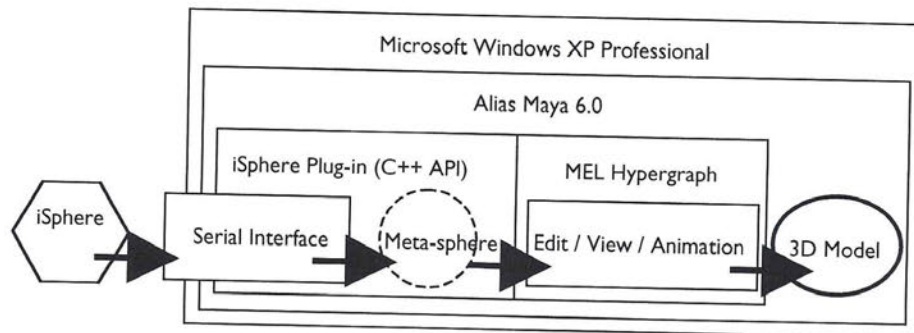 Microsoft Windows XP Professional
Alias Maya 6.0
iSphere Plug-in (C++ API)
MEL Hypergraph
iSphere
Serial Interface
Meta-sphere
Edit / View / Animation
3D Model